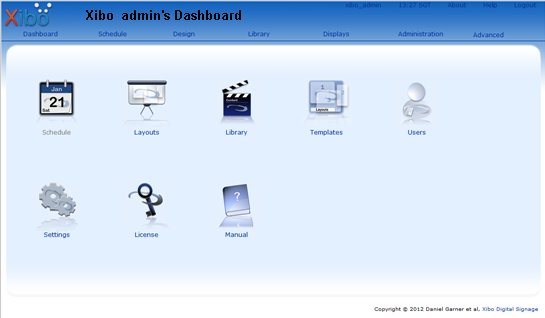 Xibo Xibo admin's Dashboard
xibo_admin 13:27 SGT About Help Logout
Dashboard Schedule Design Library Displays Administration Advanced
Jan
21
Sat
Schedule Layouts Library Templates Users
?
Settings License Manual
Copyright © 2012 Daniel Garner et al, Xibo Digital Signage